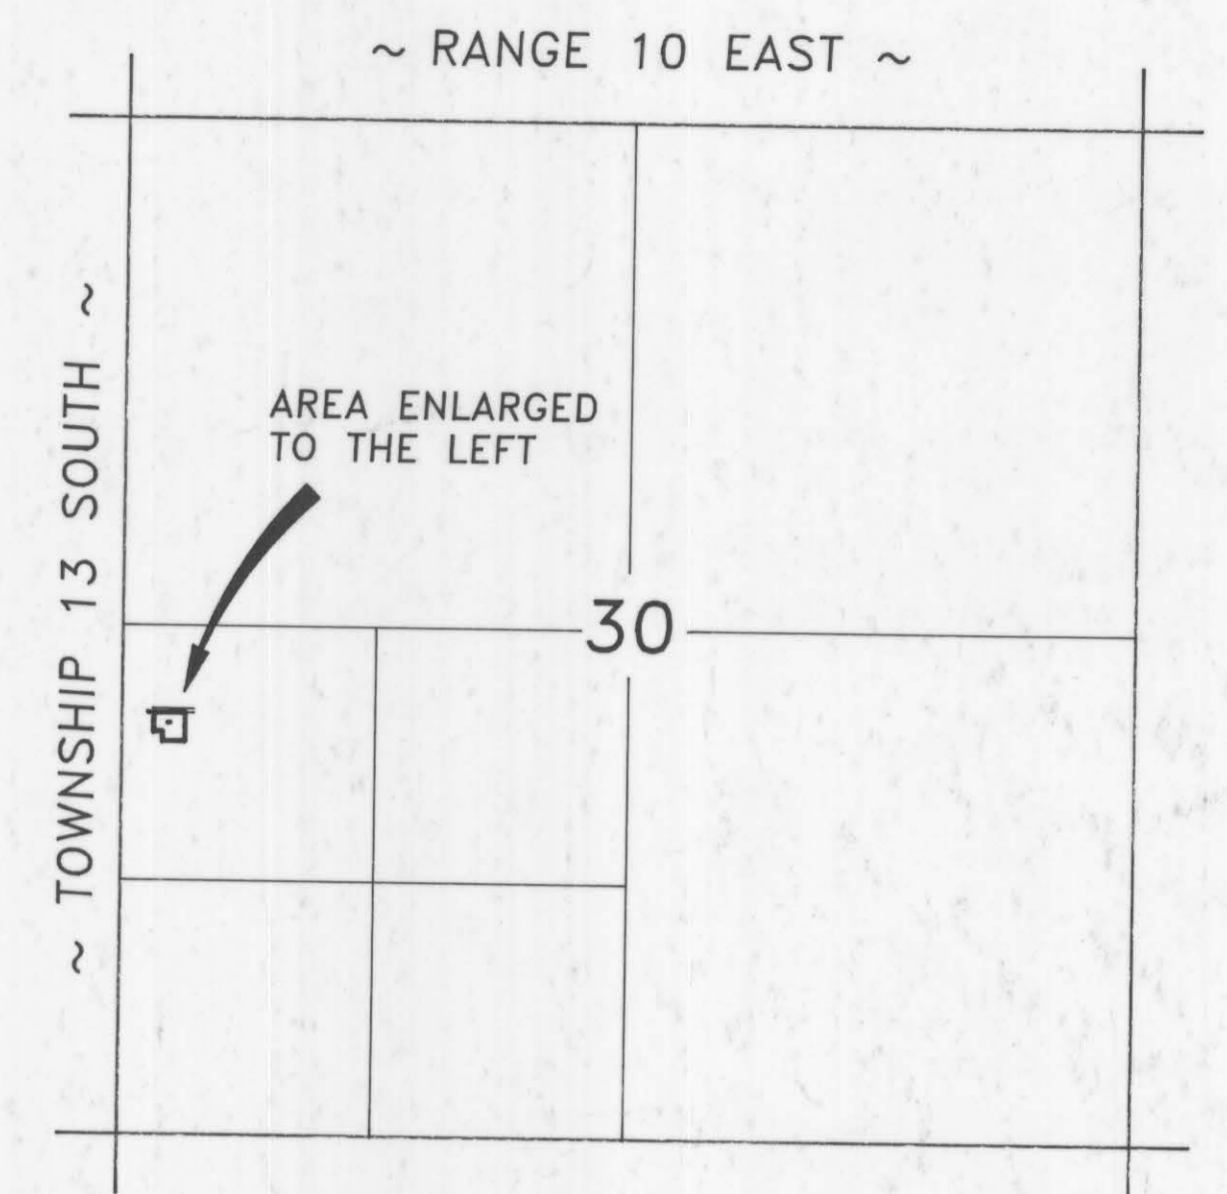 ~ RANGE 10 EAST ~
~ TOWNSHIP 13 SOUTH ~
AREA ENLARGED
TO THE LEFT
30